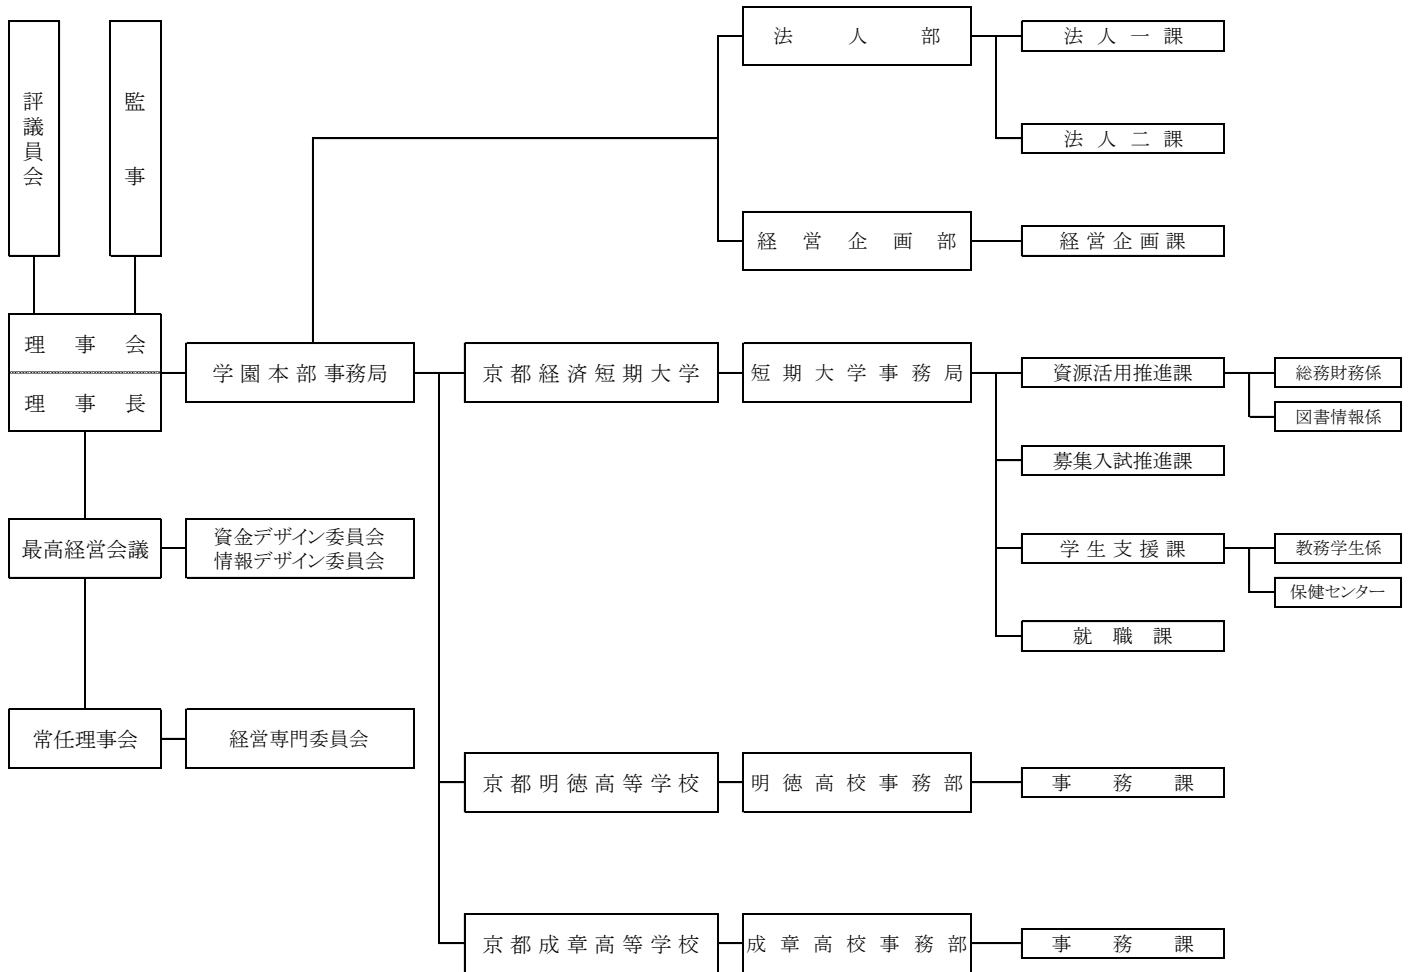 評議員会
監事
理事会
理事長
最高経営会議
資金デザイン委員会
情報デザイン委員会
常任理事会
経営専門委員会
学園本部事務局
法人部
法人一課
法人二課
経営企画部
経営企画課
京都経済短期大学
短期大学事務局
資源活用推進課
総務財務係
図書情報係
募集入試推進課
学生支援課
教務学生係
保健センター
就職課
京都明徳高等学校
明徳高校事務部
事務課
京都成章高等学校
成章高校事務部
事務課